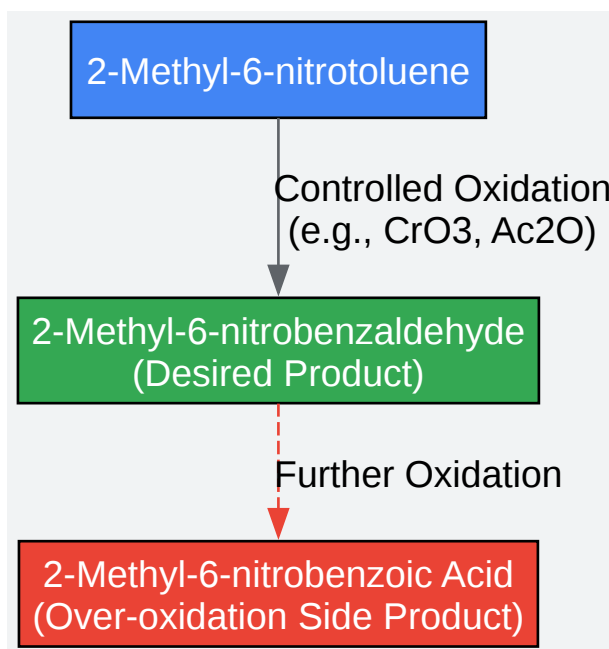 2-Methyl-6-nitrotoluene
Controlled Oxidation
(e.g., CrO3, Ac2O)
2-Methyl-6-nitrobenzaldehyde
(Desired Product)
Further Oxidation
2-Methyl-6-nitrobenzoic Acid
(Over-oxidation Side Product)